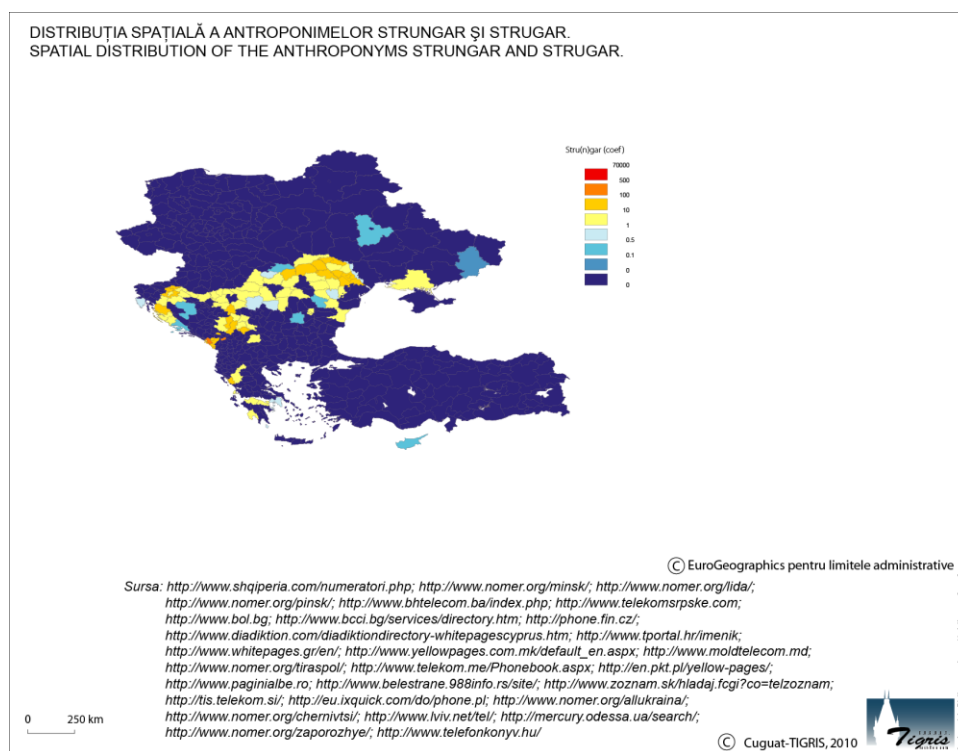 DISTRIBUȚIA SPAȚIALĂ A ANTROPONIMELOR STRUNGAR ŞI STRUGAR.
SPATIAL DISTRIBUTION OF THE ANTHROPONYMS STRUNGAR AND STRUGAR.
Stru(n)gar (coef)
70000
500
100
10
1
0.5
0.1
0
0
© EuroGeographics pentru limitele administrative
Sursa: http://www.shqiperia.com/numeratori.php; http://www.nomer.org/minsk/; http://www.nomer.org/lida/;
http://www.nomer.org/pinsk/; http://www.bhtelecom.ba/index.php; http://www.telekomsrpske.com;
http://www.bol.bg; http://www.bcci.bg/services/directory.htm; http://phone.fin.cz/;
http://www.diadiktion.com/diadiktiondirectory-whitepagescyprus.htm; http://www.tportal.hr/imenik;
http://www.whitepages.gr/en/; http://www.yellowpages.com.mk/default_en.aspx; http://www.moldtelecom.md;
http://www.nomer.org/tiraspol/; http://www.telekom.me/Phonebook.aspx; http://en.pkt.pl/yellow-pages/;
http://www.paginialbe.ro; http://www.belestrane.988info.rs/site/; http://www.zoznam.sk/hladaj.fcgi?co=telzoznam;
http://tis.telekom.si/; http://eu.ixquick.com/do/phone.pl; http://www.nomer.org/allukraina/;
http://www.nomer.org/chernivtsi/; http://www.lviv.net/tel/; http://mercury.odessa.ua/search/;
http://www.nomer.org/zaporozhye/; http://www.telefonkonyv.hu/
0 250 km
© Cuguat-TIGRIS, 2010
Tigris